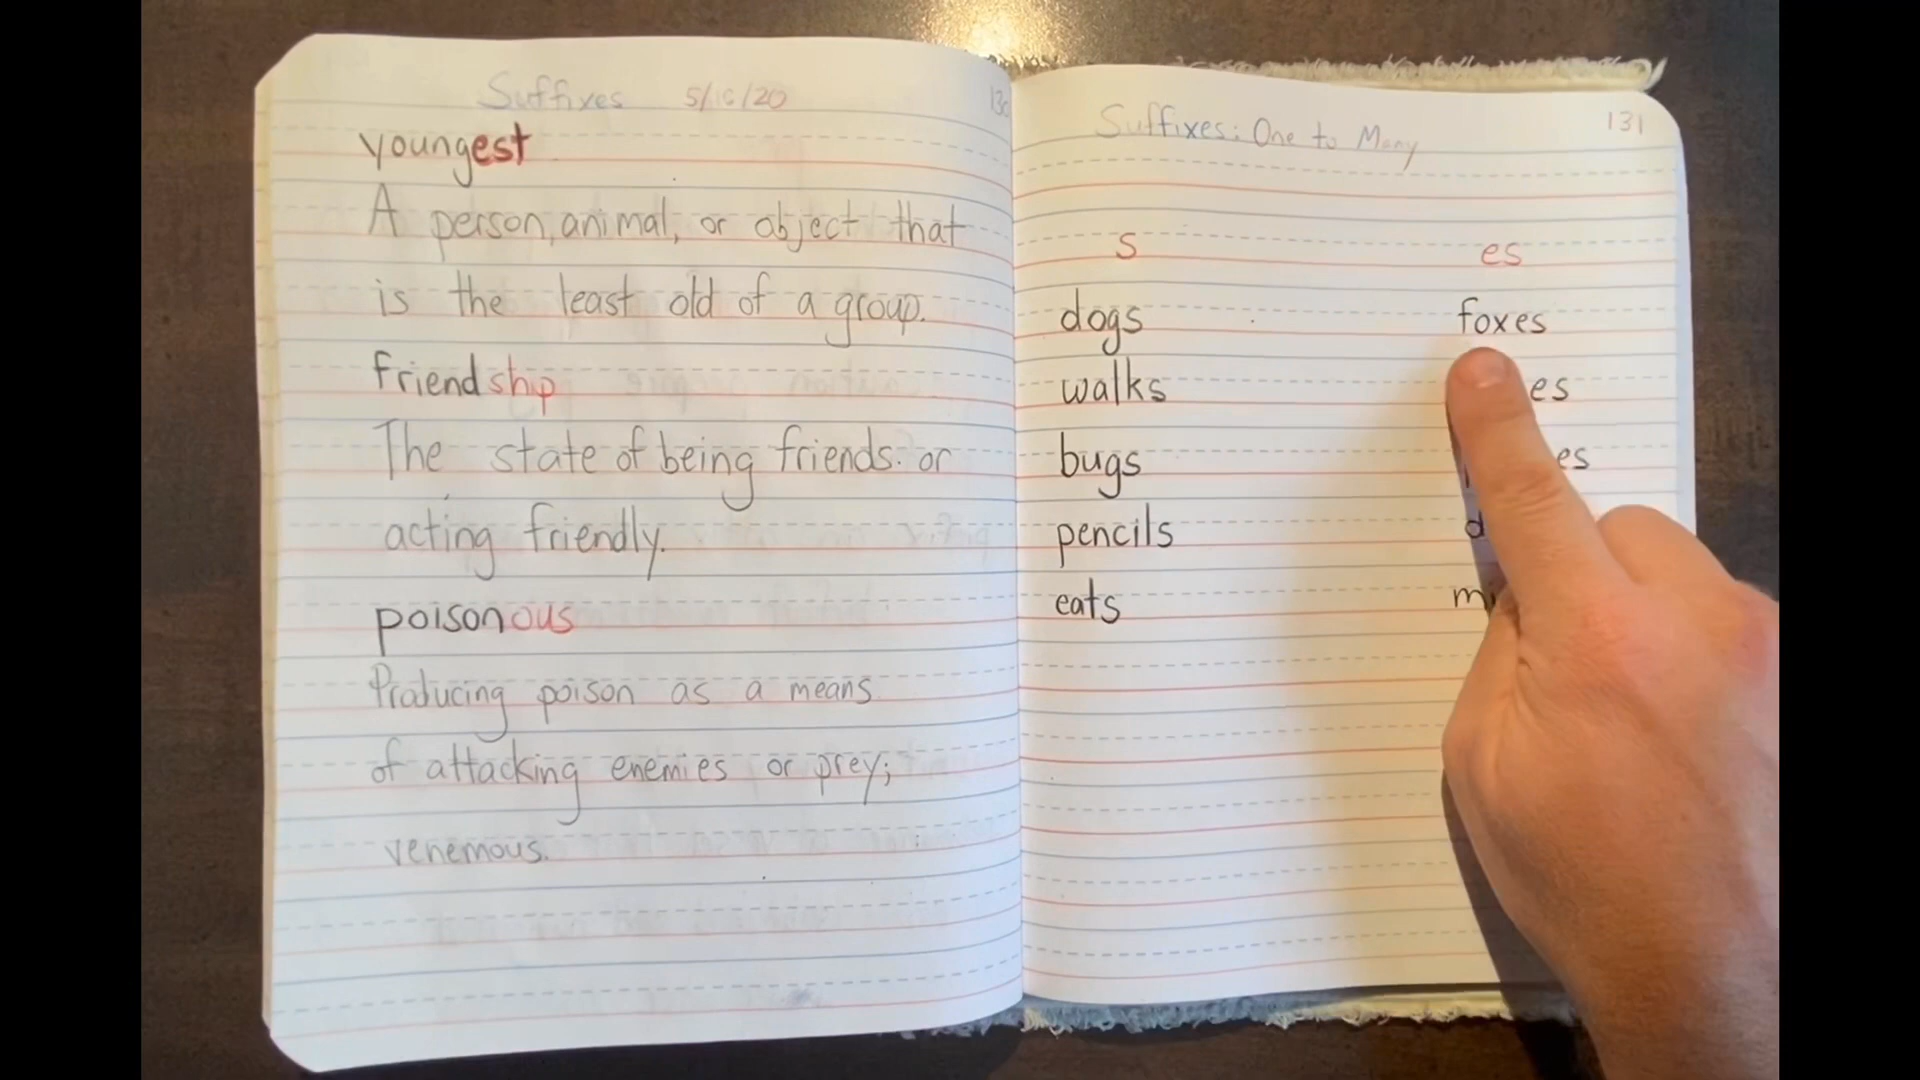 Suffixes 5/16/20
youngest
A person, animal, or object that
is the least old of a group.
friendship
The state of being friends or
acting friendly.
poisonous
Producing poison as a means
of attacking enemies or prey;
venemous.
Suffixes: One to Many 131
s es
dogs foxes
walks
bugs
pencils
eats